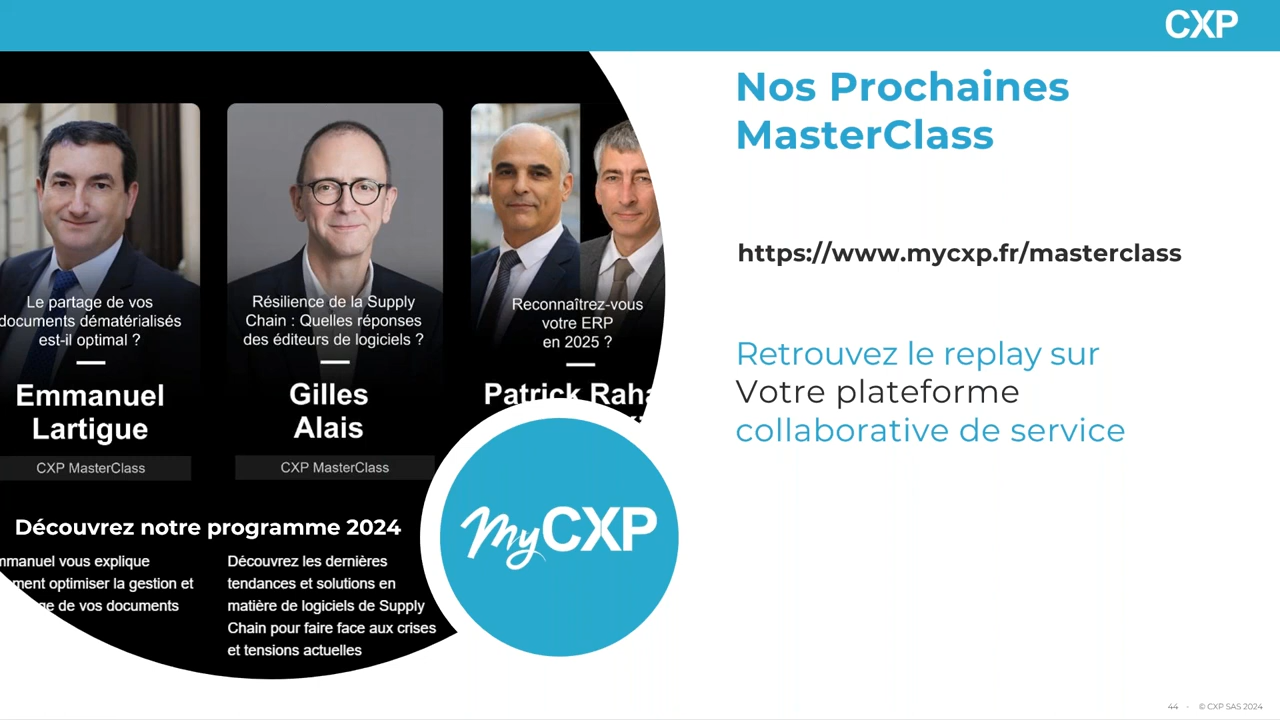 CXP
Nos Prochaines
MasterClass
https://www.mycxp.fr/masterclass
Retrouvez le replay sur
Votre plateforme
collaborative de service
Le partage de vos
documents dématérialisés
est-il optimal ?
Emmanuel
Lartigue
CXP MasterClass
Résilience de la Supply
Chain : Quelles réponses
des éditeurs de logiciels ?
Gilles
Alais
CXP MasterClass
Reconnaîtrez-vous
votre ERP
en 2025 ?
Patrick
Découvrez notre programme 2024
vous explique
optimiser la gestion et
de vos documents
Découvrez les dernières
tendances et solutions en
matière de logiciels de Supply
Chain pour faire face aux crises
et tensions actuelles
MyCXP
44 - © CXP SAS 2024